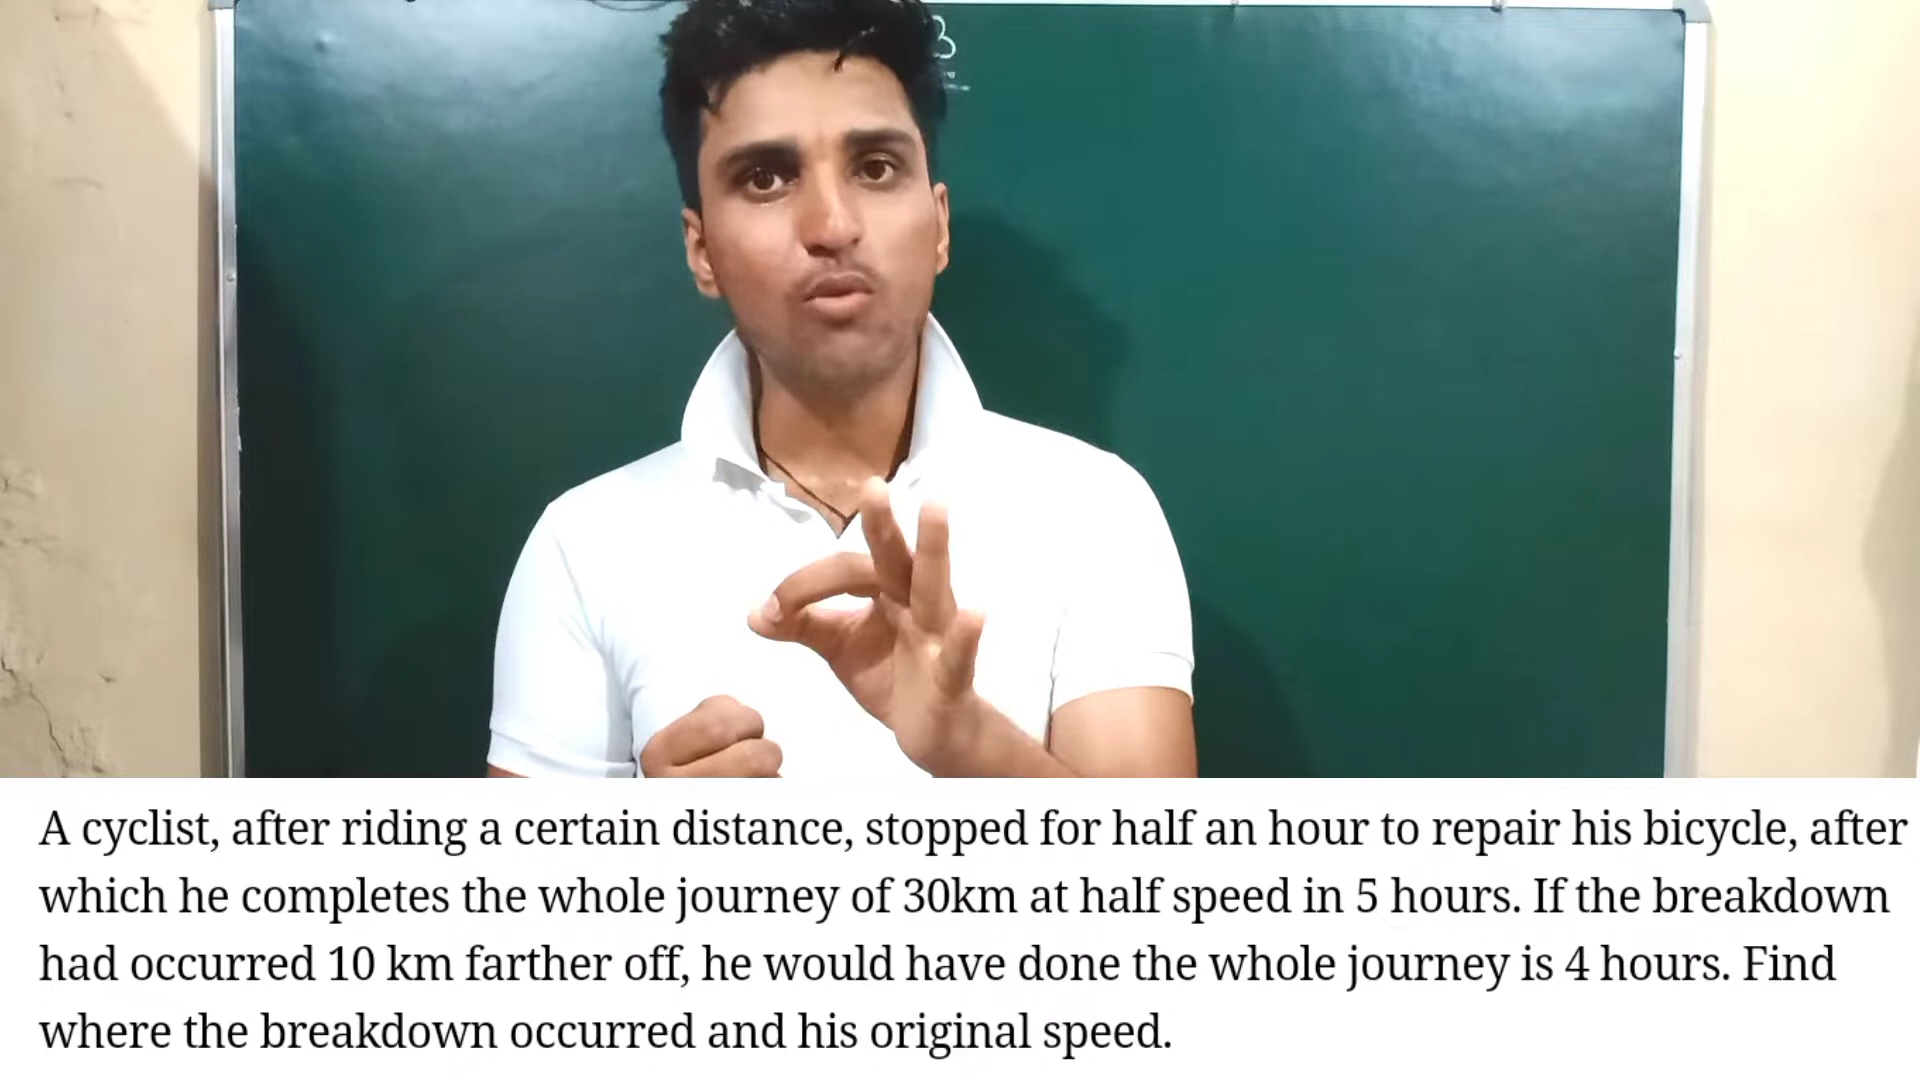 3
A cyclist, after riding a certain distance, stopped for half an hour to repair his bicycle, after
which he completes the whole journey of 30km at half speed in 5 hours. If the breakdown
had occurred 10 km farther off, he would have done the whole journey is 4 hours. Find
where the breakdown occurred and his original speed.